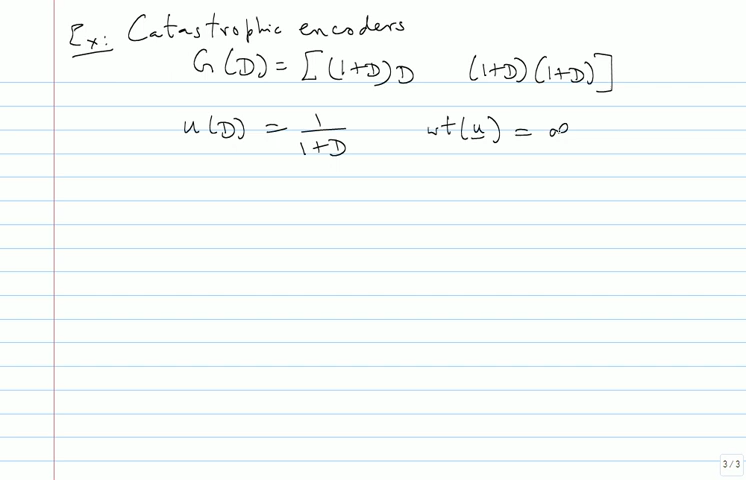 Ex: Catastrophic encoders
G(D) = [(1+D)D (1+D)(1+D)]
u(D) = 1/(1+D) wt(u) = ∞
3 / 3